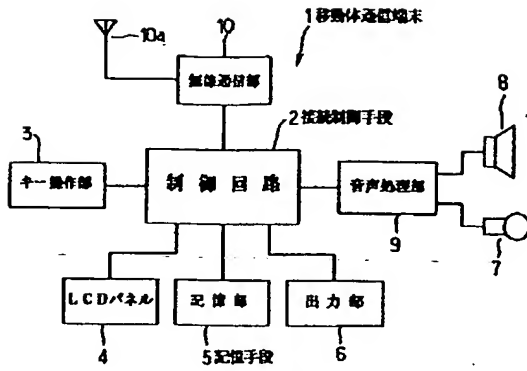 1 移動体通信端末
10
10a
無線通信部
2 接続制御手段
8
3
キー操作部
制御回路
音声処理部
9
7
LCDパネル
記憶部
出力部
4
5 記憶手段
6